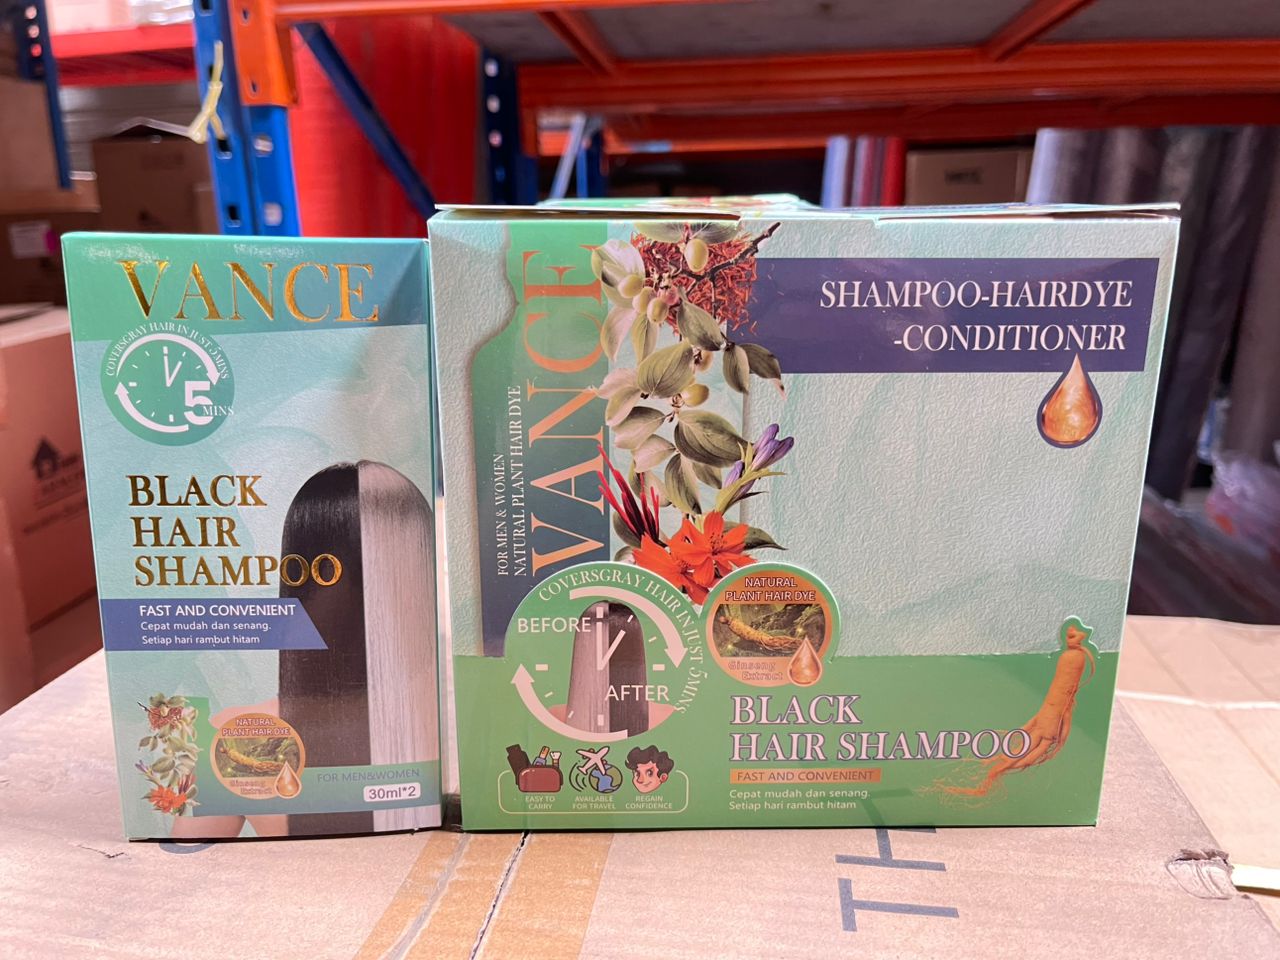 VANCE
COVERSGRAY HAIR IN JUST 5MINS
5
MINS
BLACK
HAIR
SHAMPOO
FAST AND CONVENIENT
Cepat mudah dan senang.
Setiap hari rambut hitam
NATURAL
PLANT HAIR DYE
Ginseng
Extract
FOR MEN&WOMEN
30ml*2
VANCE
FOR MEN & WOMEN
NATURAL PLANT HAIR DYE
SHAMPOO-HAIRDYE
-CONDITIONER
COVERSGRAY HAIR IN JUST 5MINS
BEFORE
AFTER
NATURAL
PLANT HAIR DYE
Ginseng
Extract
BLACK
HAIR SHAMPOO
FAST AND CONVENIENT
Cepat mudah dan senang.
Setiap hari rambut hitam
EASY TO
CARRY
AVAILABLE
FOR TRAVEL
REGAIN
CONFIDENCE
TH